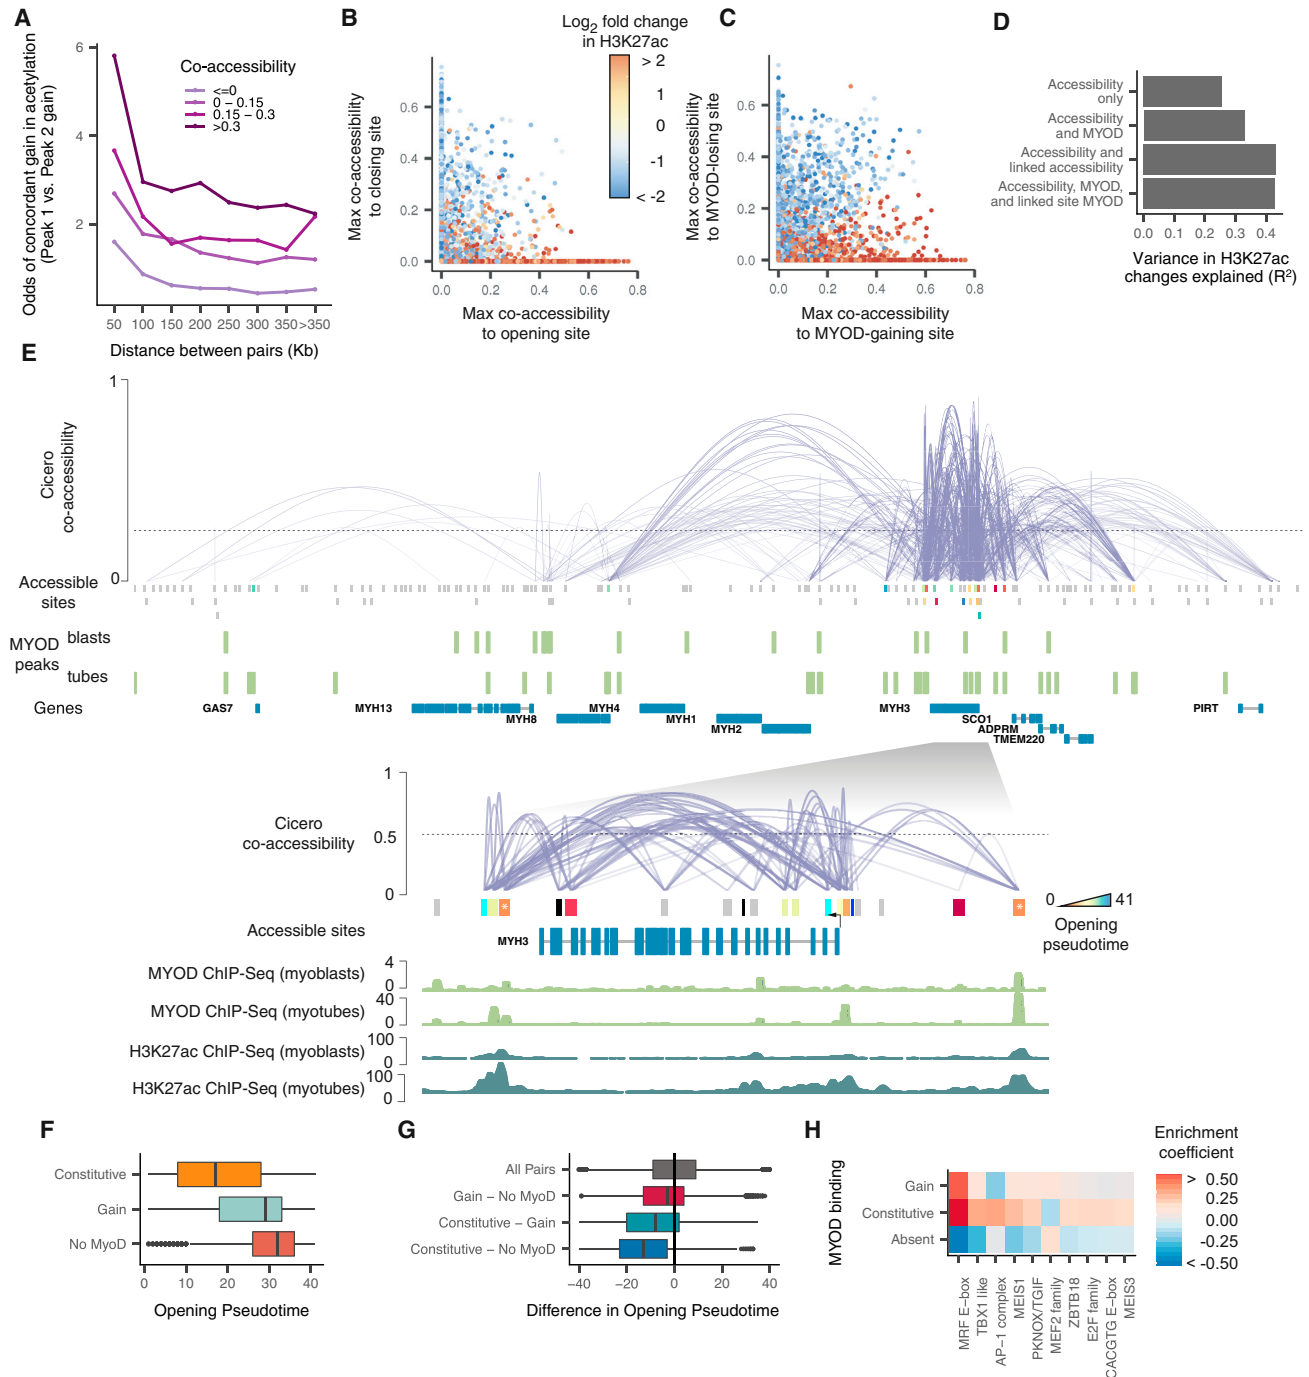 A
Odds of concordant gain in acetylation
(Peak 1 vs. Peak 2 gain)
6
4
2
Co-accessibility
<=0
0 – 0.15
0.15 – 0.3
>0.3
50 100 150 200 250 300 350 >350
Distance between pairs (Kb)
B
Max co-accessibility
to closing site
0.6
0.4
0.2
0.0
0.0 0.2 0.4 0.6 0.8
Max co-accessibility
to opening site
Log2 fold change
in H3K27ac
> 2
1
0
-1
< -2
C
Max co-accessibility
to MYOD-losing site
0.6
0.4
0.2
0.0
0.0 0.2 0.4 0.6 0.8
Max co-accessibility
to MYOD-gaining site
D
Accessibility
only
Accessibility
and MYOD
Accessibility and
linked accessibility
Accessibility, MYOD,
and linked site MYOD
0.0 0.1 0.2 0.3 0.4
Variance in H3K27ac
changes explained (R2)
E
1
Cicero
co-accessibility
0
Accessible
sites
MYOD
peaks
blasts
tubes
Genes
GAS7
MYH13
MYH8
MYH4
MYH1
MYH2
MYH3
SCO1
ADPRM
TMEM220
PIRT
1
Cicero
co-accessibility
0.5
0
* *
0 41
Opening
pseudotime
Accessible sites
MYH3
MYOD ChIP-Seq (myoblasts)
4
0
MYOD ChIP-Seq (myotubes)
40
0
H3K27ac ChIP-Seq (myoblasts)
100
0
H3K27ac ChIP-Seq (myotubes)
100
0
F
Constitutive
Gain
No MyoD
0 10 20 30 40
Opening Pseudotime
G
All Pairs
Gain – No MyoD
Constitutive – Gain
Constitutive – No MyoD
−40 −20 0 20 40
Difference in Opening Pseudotime
H
MYOD binding
Gain
Constitutive
Absent
MRF E−box
TBX1 like
AP−1 complex
MEIS1
PKNOX/TGIF
MEF2 family
ZBTB18
E2F family
CACGTG E−box
MEIS3
Enrichment
coefficient
> 0.50
0.25
0.00
-0.25
< -0.50